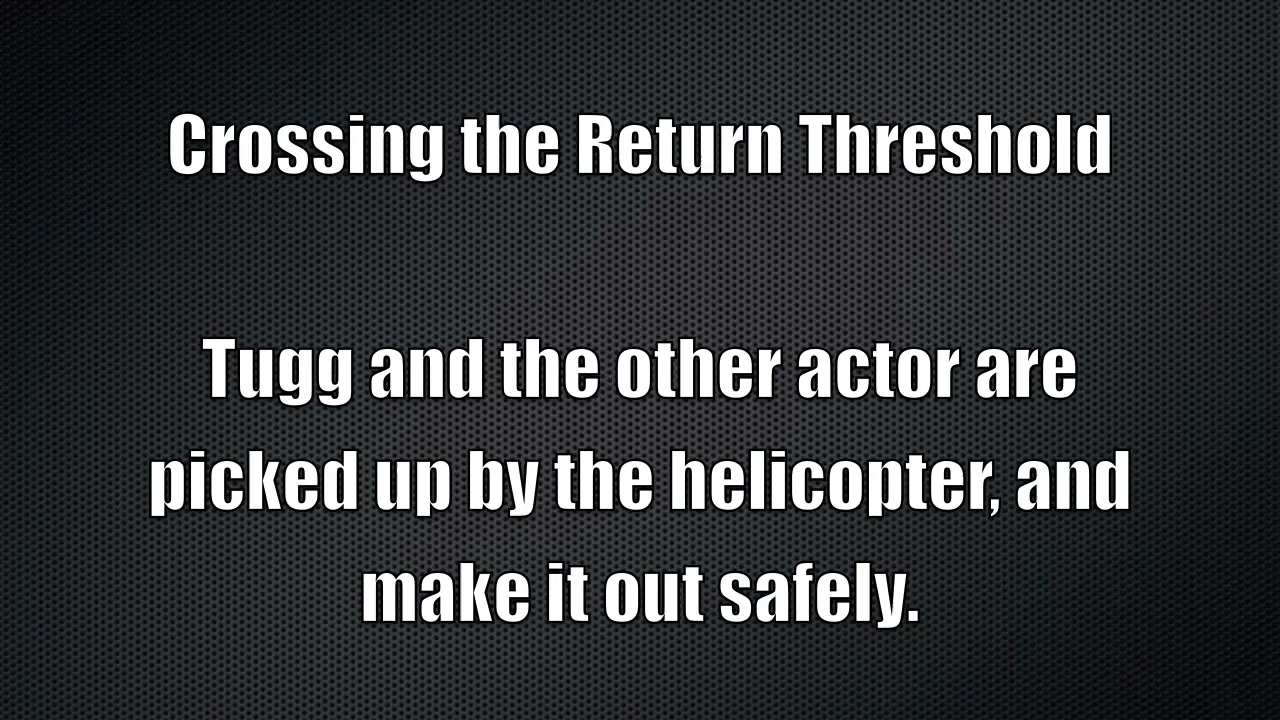 Crossing the Return Threshold
Tugg and the other actor are
picked up by the helicopter, and
make it out safely.